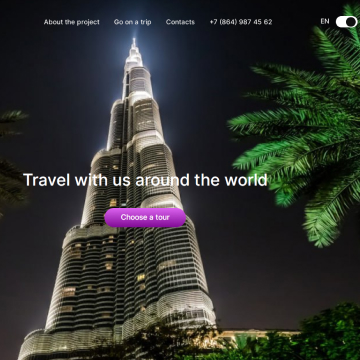 About the project Go on a trip Contacts +7 (864) 987 45 62 EN
Travel with us around the world
Choose a tour